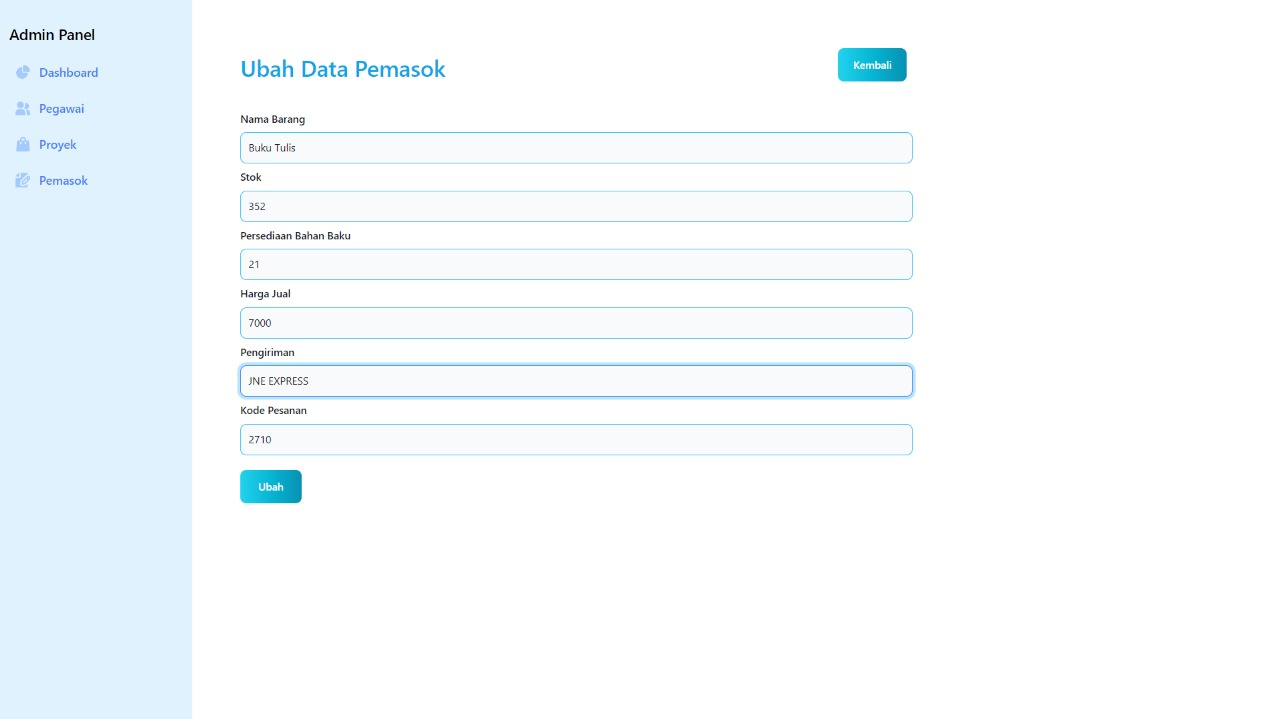 Admin Panel
Dashboard
Pegawai
Proyek
Pemasok
Ubah Data Pemasok
Kembali
Nama Barang
Buku Tulis
Stok
352
Persediaan Bahan Baku
21
Harga Jual
7000
Pengiriman
JNE EXPRESS
Kode Pesanan
2710
Ubah